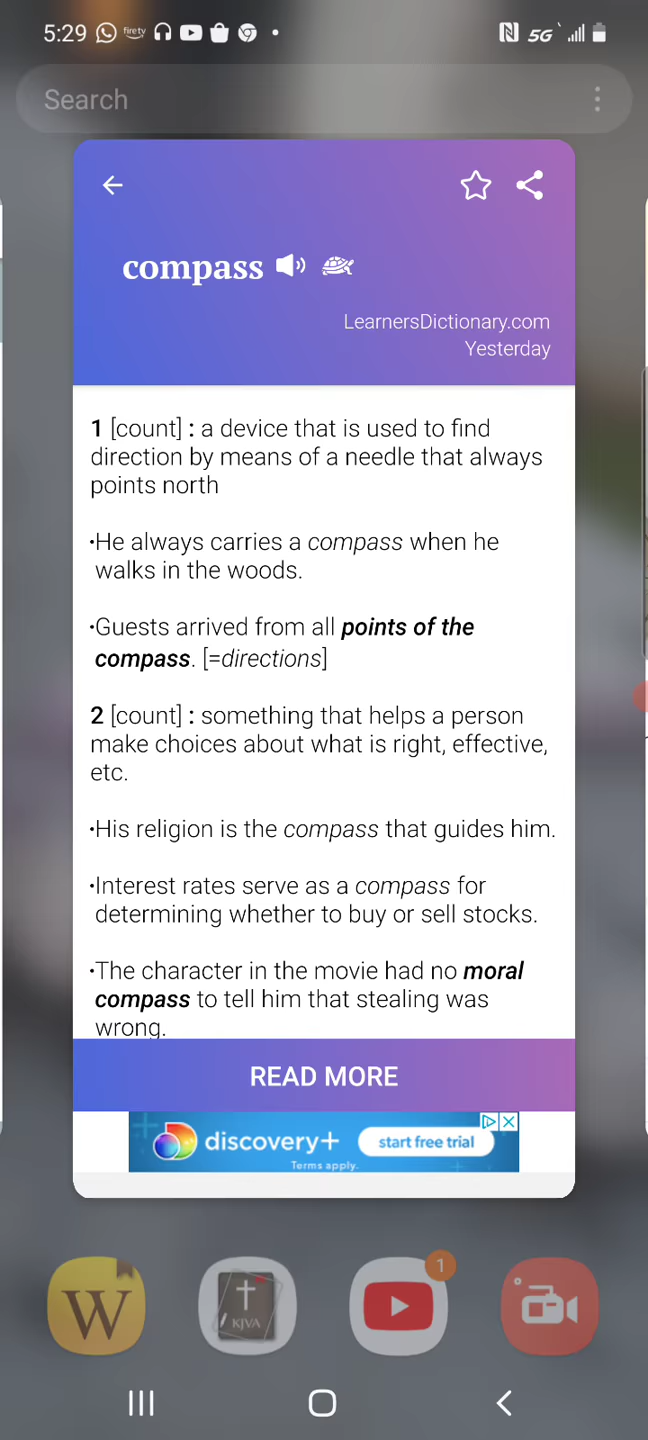 5:29 firetv 5G
Search
compass
LearnersDictionary.com
Yesterday
1 [count] : a device that is used to find
direction by means of a needle that always
points north
·He always carries a compass when he
walks in the woods.
·Guests arrived from all points of the
compass. [=directions]
2 [count] : something that helps a person
make choices about what is right, effective,
etc.
·His religion is the compass that guides him.
·Interest rates serve as a compass for
determining whether to buy or sell stocks.
·The character in the movie had no moral
compass to tell him that stealing was
wrong.
READ MORE
discovery+ start free trial
Terms apply.
1
W KJVA